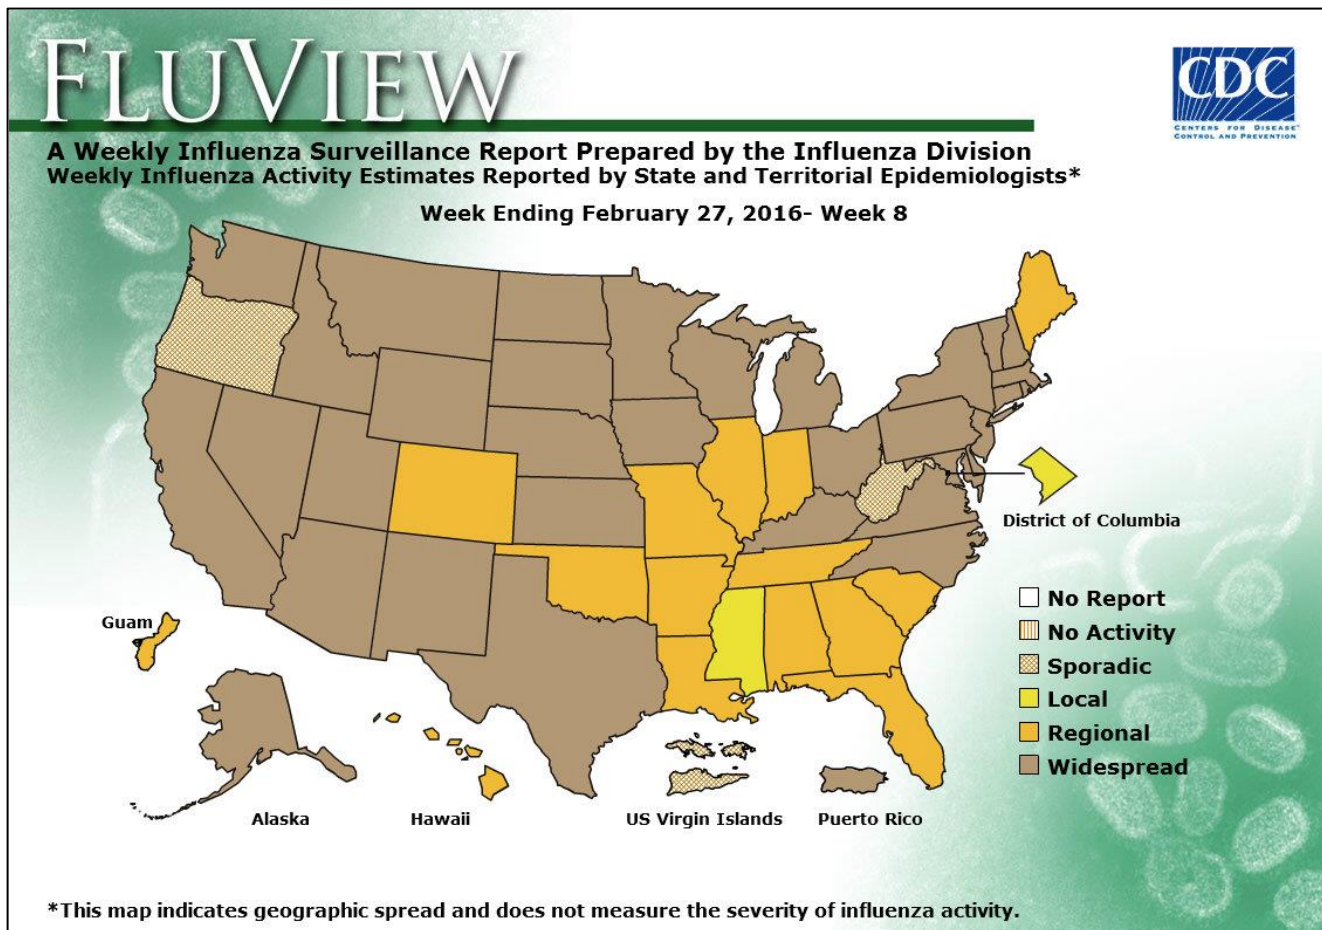 FLUVIEW
CDC
CENTERS FOR DISEASE™
CONTROL AND PREVENTION
A Weekly Influenza Surveillance Report Prepared by the Influenza Division
Weekly Influenza Activity Estimates Reported by State and Territorial Epidemiologists*
Week Ending February 27, 2016- Week 8
District of Columbia
No Report
No Activity
Sporadic
Local
Regional
Widespread
Guam
Alaska
Hawaii
US Virgin Islands
Puerto Rico
*This map indicates geographic spread and does not measure the severity of influenza activity.